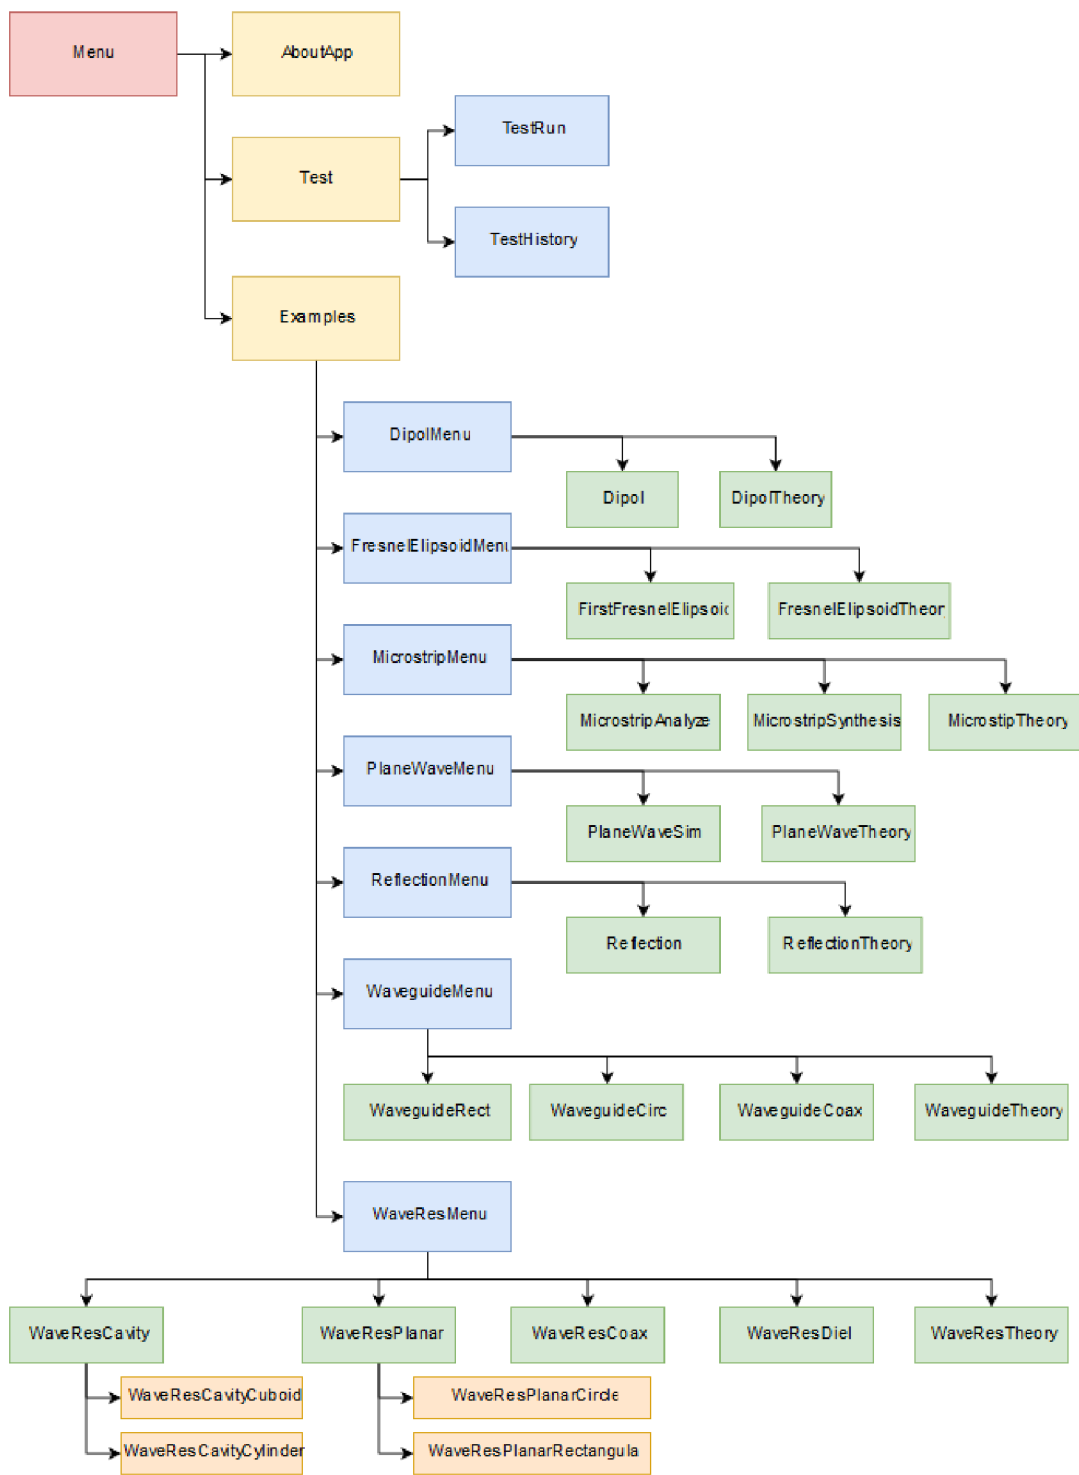 Menu
AboutApp
TestRun
Test
TestHistory
Examples
DipolMenu
Dipol
DipolTheory
FresnelElipsoidMenu
FirstFresnelElipsoid
FresnelElipsoidTheory
MicrostripMenu
MicrostripAnalyze
MicrostripSynthesis
MicrostipTheory
PlaneWaveMenu
PlaneWaveSim
PlaneWaveTheory
ReflectionMenu
Reflection
ReflectionTheory
WaveguideMenu
WaveguideRect
WaveguideCirc
WaveguideCoax
WaveguideTheory
WaveResMenu
WaveResCavity
WaveResPlanar
WaveResCoax
WaveResDiel
WaveResTheory
WaveResCavityCuboid
WaveResPlanarCircle
WaveResCavityCylinder
WaveResPlanarRectangula